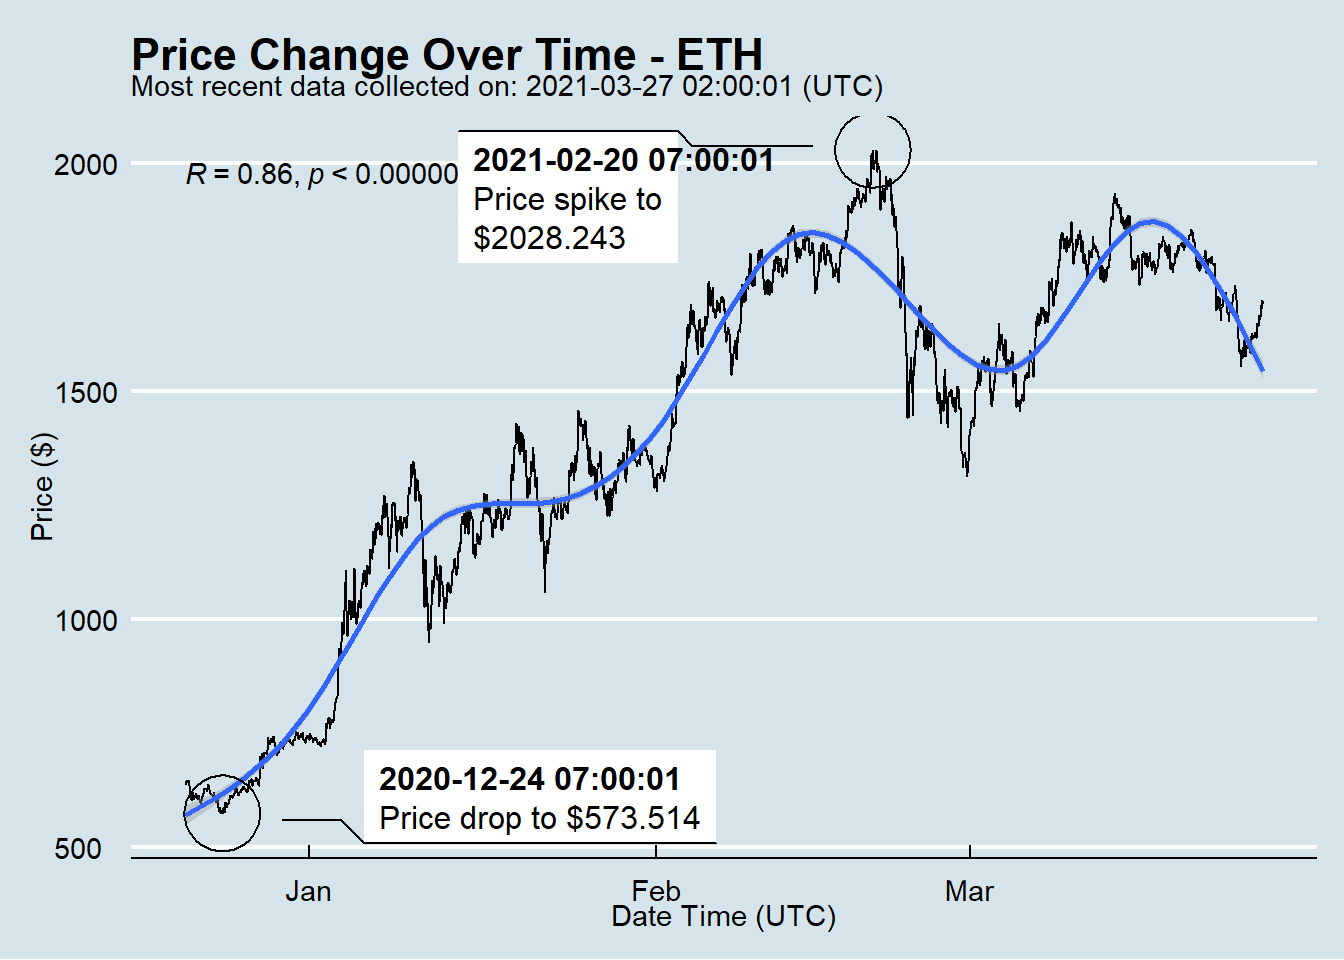 Price Change Over Time - ETH
Most recent data collected on: 2021-03-27 02:00:01 (UTC)
R = 0.86, p < 0.00000
2021-02-20 07:00:01
Price spike to
$2028.243
2000
1500
1000
500
Price ($)
2020-12-24 07:00:01
Price drop to $573.514
Jan
Feb
Mar
Date Time (UTC)